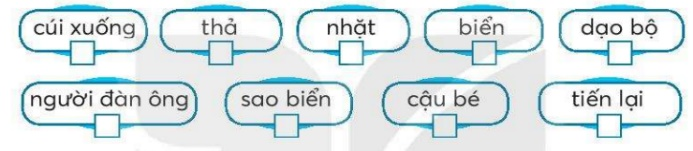 cúi xuống thả nhặt biển dạo bộ
người đàn ông sao biển cậu bé tiến lại